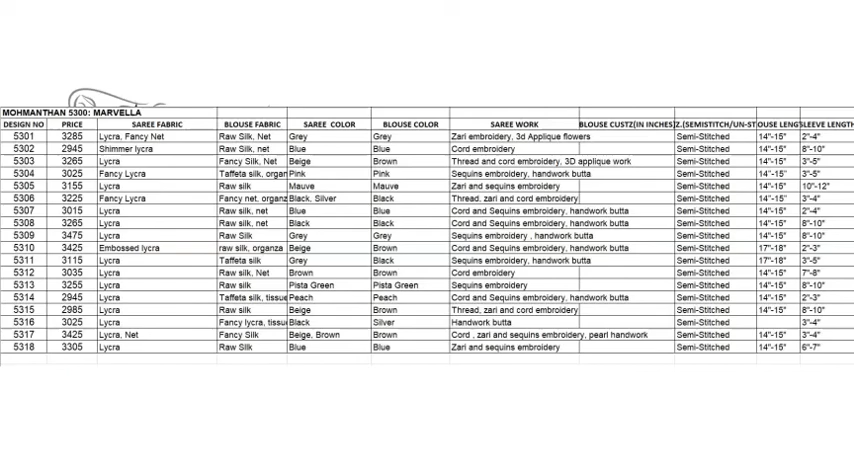 MOHMANTHAN 5300: MARVELLA
DESIGN NO PRICE SAREE FABRIC BLOUSE FABRIC SAREE COLOR BLOUSE COLOR SAREE WORK BLOUSE CUSTZ(IN INCHES) Z.(SEMISTITCH/UN-ST OUSE LENG SLEEVE LENGTH
5301 3285 Lycra, Fancy Net Raw Silk, Net Grey Grey Zari embroidery, 3d Applique flowers Semi-Stitched 14"-15" 2"-4"
5302 2945 Shimmer lycra Raw Silk, net Blue Blue Cord embroidery Semi-Stitched 14"-15" 8"-10"
5303 3265 Lycra Fancy Silk, Net Beige Brown Thread and cord embroidery, 3D applique work Semi-Stitched 14"-15" 3"-5"
5304 3025 Fancy Lycra Taffeta silk, organ Pink Pink Sequins embroidery, handwork butta Semi-Stitched 14"-15" 3"-5"
5305 3155 Lycra Raw silk Mauve Mauve Zari and sequins embroidery Semi-Stitched 14"-15" 10"-12"
5306 3225 Fancy Lycra Fancy net, organz Black, Silver Black Thread, zari and cord embroidery Semi-Stitched 14"-15" 3"-4"
5307 3015 Lycra Raw silk, net Blue Blue Cord and Sequins embroidery, handwork butta Semi-Stitched 14"-15" 2"-4"
5308 3265 Lycra Raw silk, net Black Black Cord and Sequins embroidery, handwork butta Semi-Stitched 14"-15" 8"-10"
5309 3475 Lycra Raw Silk Grey Grey Sequins embroidery , handwork butta Semi-Stitched 14"-15" 8"-10"
5310 3425 Embossed lycra raw silk, organza Beige Brown Cord and Sequins embroidery, handwork butta Semi-Stitched 17"-18" 2"-3"
5311 3115 Lycra Taffeta silk Grey Black Sequins embroidery, handwork butta Semi-Stitched 17"-18" 3"-5"
5312 3035 Lycra Raw silk, Net Brown Brown Cord embroidery Semi-Stitched 14"-15" 7"-8"
5313 3255 Lycra Raw silk Pista Green Pista Green Sequins embroidery Semi-Stitched 14"-15" 8"-10"
5314 2945 Lycra Taffeta silk, tissue Peach Peach Cord and Sequins embroidery, handwork butta Semi-Stitched 14"-15" 2"-3"
5315 2985 Lycra Raw silk Beige Brown Thread, zari and cord embroidery Semi-Stitched 14"-15" 8"-10"
5316 3025 Lycra Fancy lycra, tissu Black Silver Handwork butta 3"-4"
5317 3425 Lycra, Net Fancy Silk Beige, Brown Brown Cord , zari and sequins embroidery, pearl handwork Semi-Stitched 14"-15" 3"-4"
5318 3305 Lycra Raw Silk Blue Blue Zari and sequins embroidery Semi-Stitched 14"-15" 6"-7"